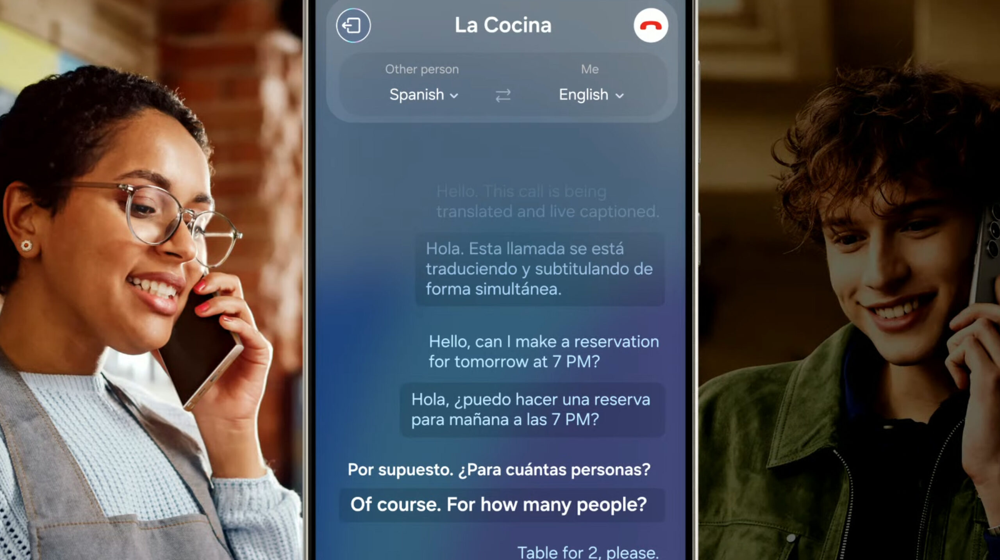 La Cocina
Other person
Me
Spanish
English
Hello. This call is being
translated and live captioned.
Hola. Esta llamada se está
traduciendo y subtitulando de
forma simultánea.
Hello, can I make a reservation
for tomorrow at 7 PM?
Hola, ¿puedo hacer una reserva
para mañana a las 7 PM?
Por supuesto. ¿Para cuántas personas?
Of course. For how many people?
Table for 2, please.